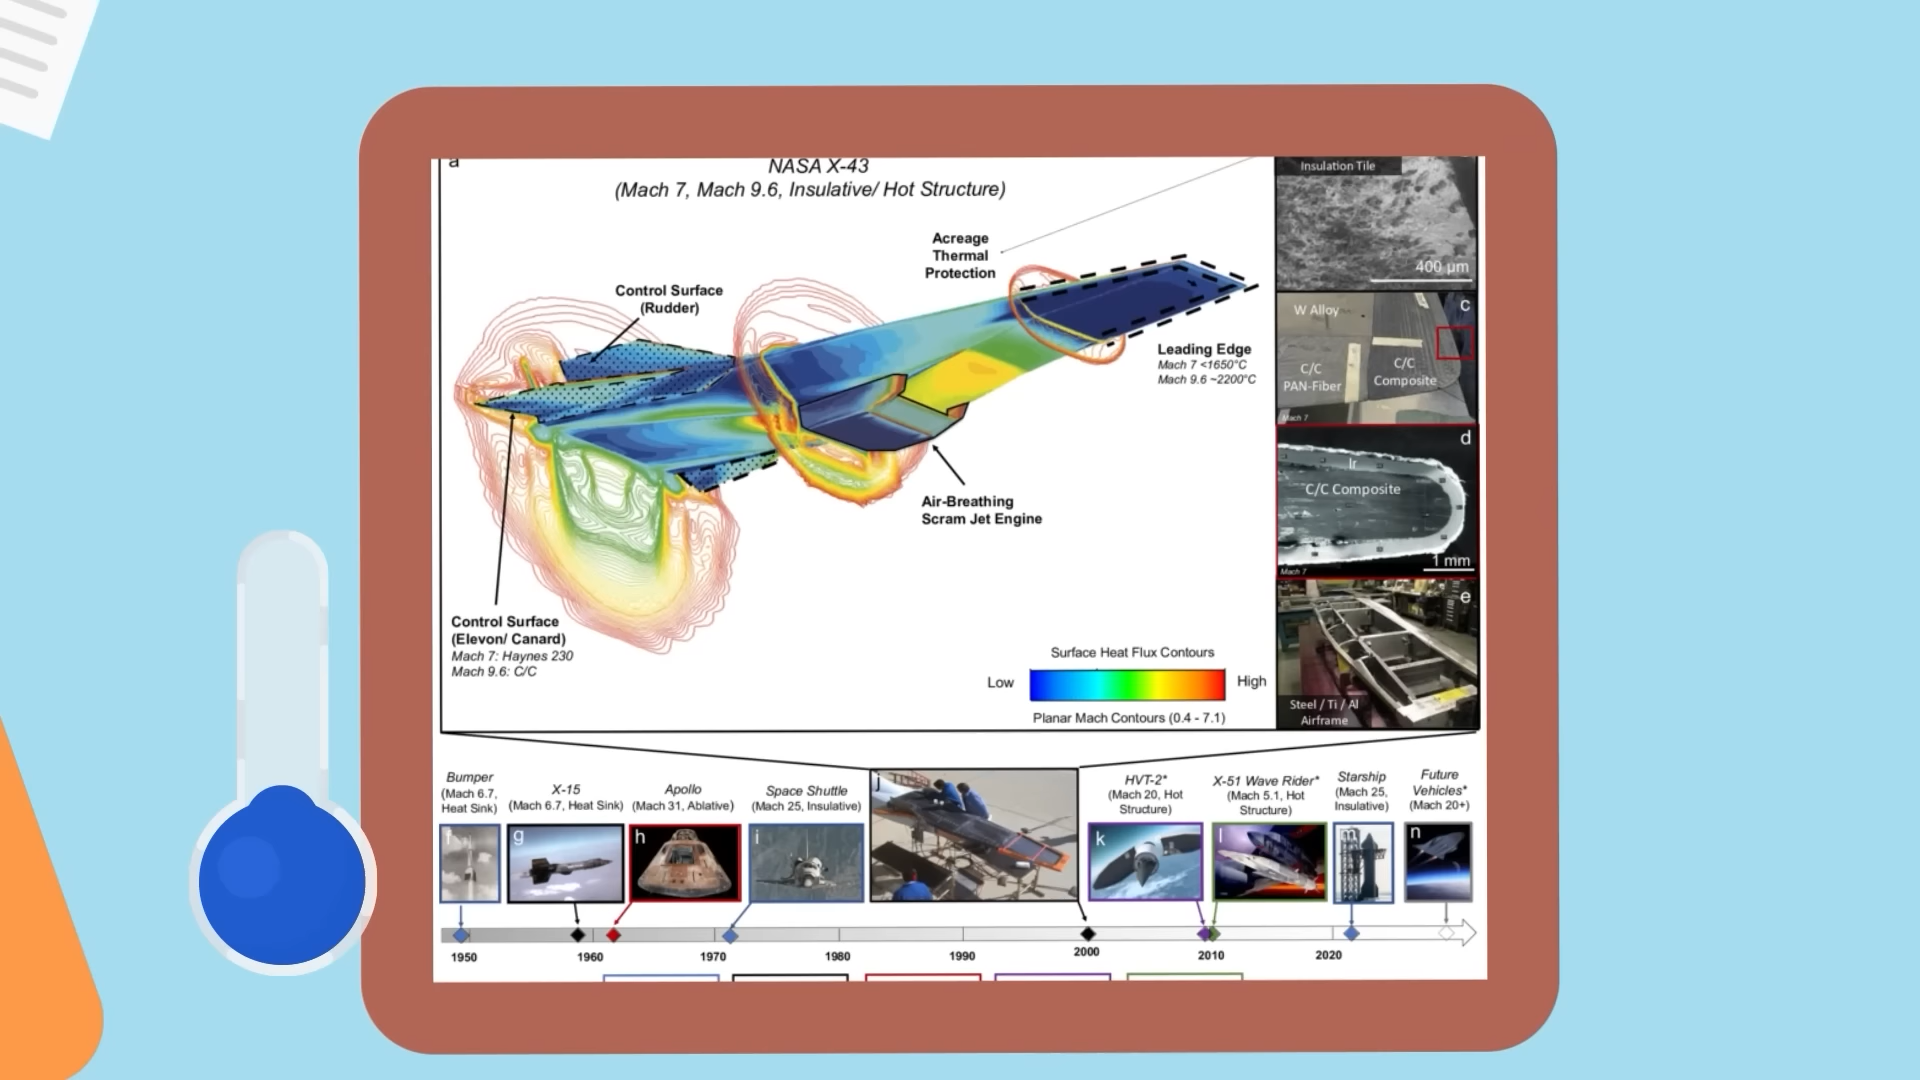 a
NASA X-43
(Mach 7, Mach 9.6, Insulative/ Hot Structure)
Acreage
Thermal
Protection
Control Surface
(Rudder)
Leading Edge
Mach 7 <1650°C
Mach 9.6 ~2200°C
Air-Breathing
Scram Jet Engine
Control Surface
(Elevon/ Canard)
Mach 7: Haynes 230
Mach 9.6: C/C
Surface Heat Flux Contours
Low
High
Planar Mach Contours (0.4 - 7.1)
Insulation Tile
400 μm
c
W Alloy
C/C
PAN-Fiber
C/C
Composite
Mach 7
d
Ir
C/C Composite
1 mm
Mach 7
e
Steel / Ti / Al
Airframe
Bumper
(Mach 6.7,
Heat Sink)
X-15
(Mach 6.7, Heat Sink)
Apollo
(Mach 31, Ablative)
Space Shuttle
(Mach 25, Insulative)
HVT-2*
(Mach 20, Hot
Structure)
X-51 Wave Rider*
(Mach 5.1, Hot
Structure)
Starship
(Mach 25,
Insulative)
Future
Vehicles*
(Mach 20+)
f
g
h
i
j
k
l
m
n
1950
1960
1970
1980
1990
2000
2010
2020